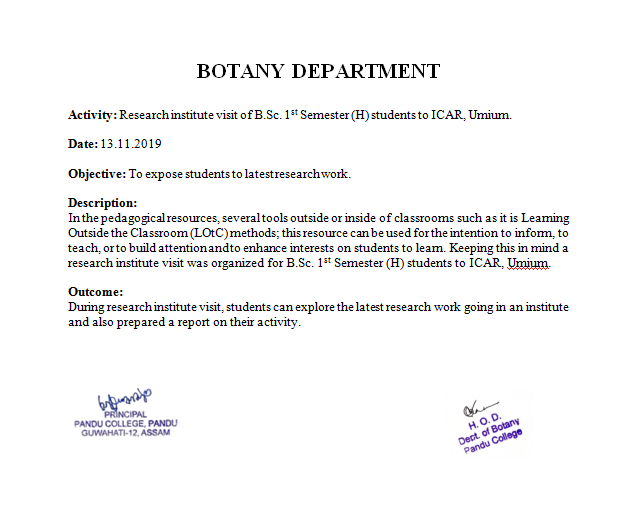 BOTANY DEPARTMENT
Activity: Research institute visit of B.Sc. 1st Semester (H) students to ICAR, Umium.
Date: 13.11.2019
Objective: To expose students to latest research work.
Description:
In the pedagogical resources, several tools outside or inside of classrooms such as it is Learning
Outside the Classroom (LOtC) methods; this resource can be used for the intention to inform, to
teach, or to build attention and to enhance interests on students to learn. Keeping this in mind a
research institute visit was organized for B.Sc. 1st Semester (H) students to ICAR, Umium.
Outcome:
During research institute visit, students can explore the latest research work going in an institute
and also prepared a report on their activity.
PRINCIPAL
PANDU COLLEGE, PANDU
GUWAHATI-12, ASSAM
H. O. D.
Dept. of Botany
Pandu College